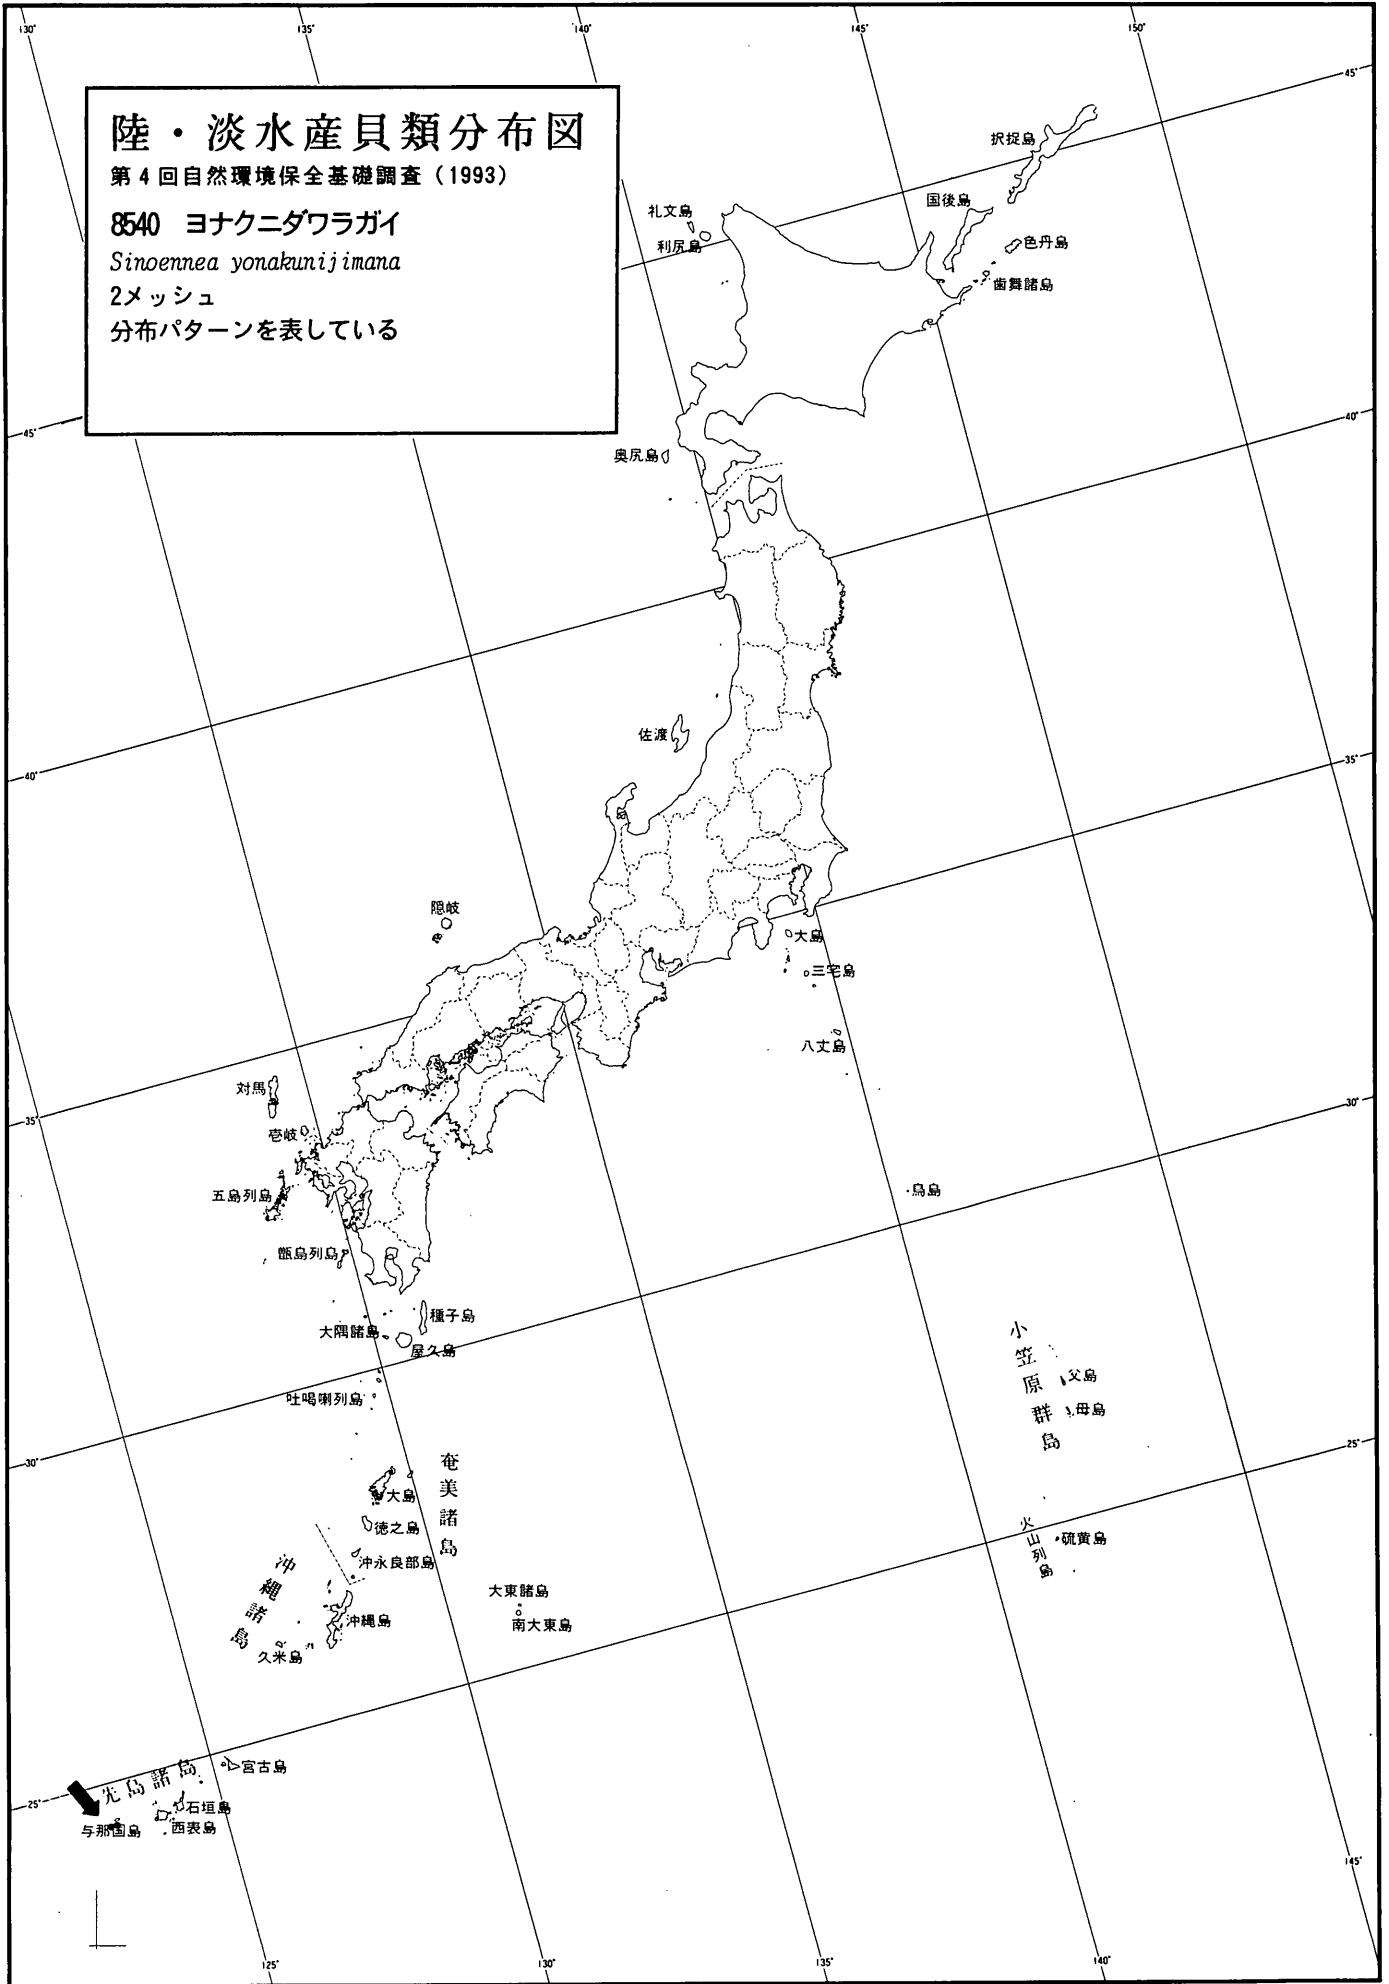 130°
135°
140°
145°
150°
45°
陸・淡水産貝類分布図
第4回自然環境保全基礎調査（1993）
8540 ヨナクニダワラガイ
Sinoennea yonakunijimana
2メッシュ
分布パターンを表している
択捉島
国後島
色丹島
歯舞諸島
礼文島
利尻島
45°
40°
奥尻島
佐渡
40°
35°
隠岐
大島
三宅島
八丈島
対馬
壱岐
35°
30°
五島列島
鳥島
甑島列島
種子島
大隅諸島
屋久島
吐喝喇列島
小笠原群島
父島
母島
30°
25°
奄美諸島
大島
徳之島
沖永良部島
火山列島
硫黄島
沖縄諸島
沖縄島
久米島
大東諸島
南大東島
先島諸島
宮古島
石垣島
西表島
与那国島
25°
145°
125°
130°
135°
140°